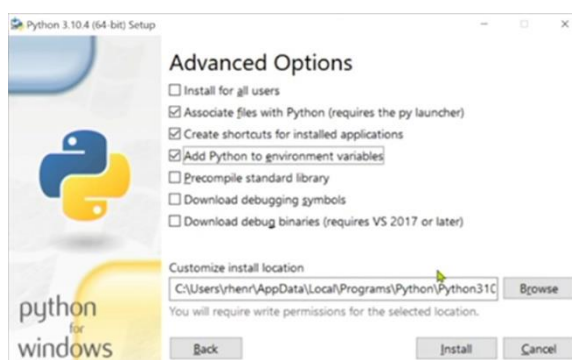 Python 3.10.4 (64-bit) Setup
Advanced Options
Install for all users
Associate files with Python (requires the py launcher)
Create shortcuts for installed applications
Add Python to environment variables
Precompile standard library
Download debugging symbols
Download debug binaries (requires VS 2017 or later)
Customize install location
C:\Users\rhenr\AppData\Local\Programs\Python\Python310
Browse
You will require write permissions for the selected location.
python
for
windows
Back
Install
Cancel